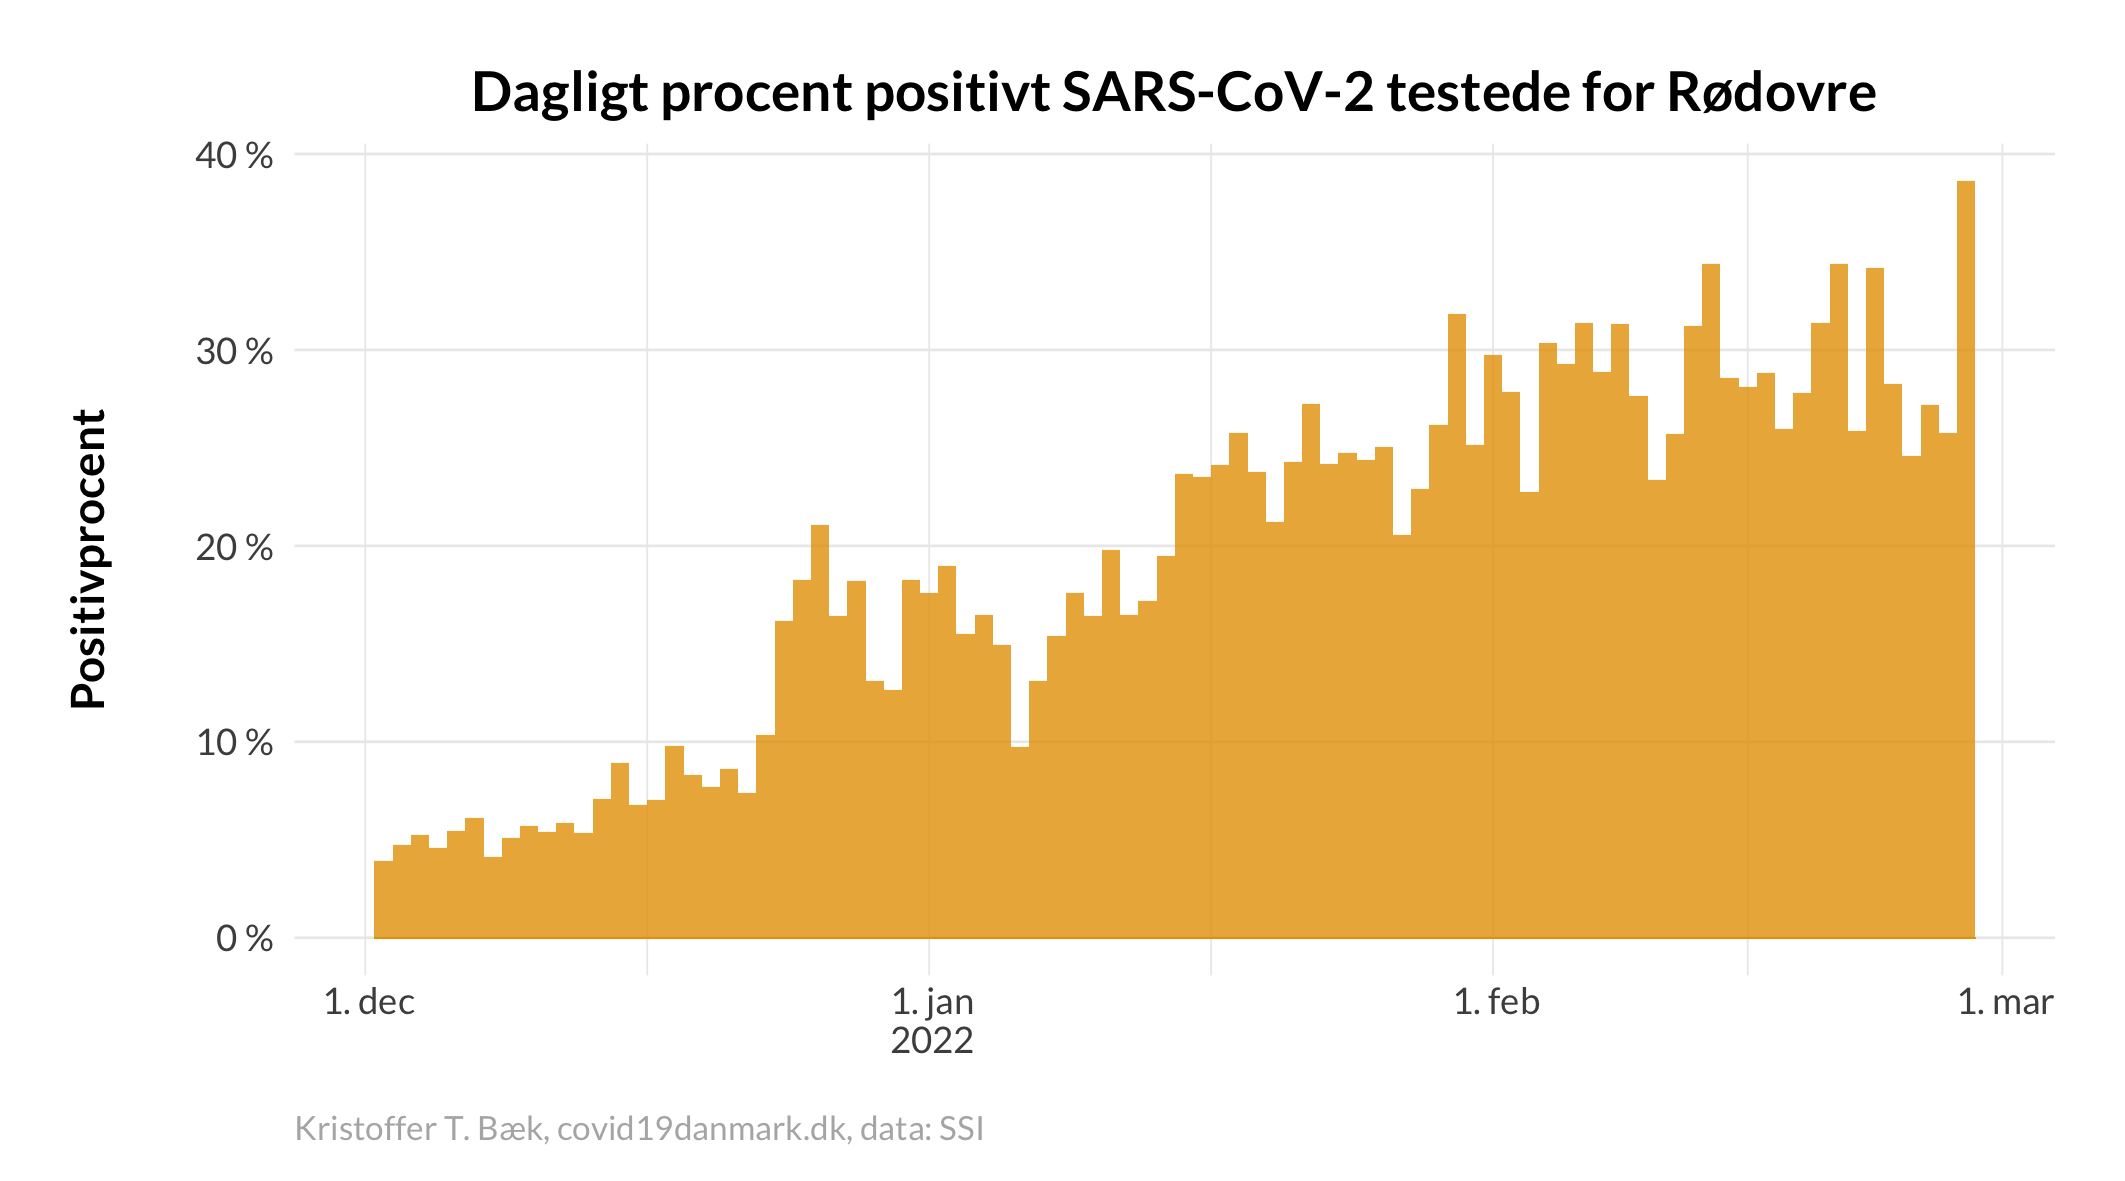 Dagligt procent positivt SARS-CoV-2 testede for Rødovre
Positivprocent
40 %
30 %
20 %
10 %
0 %
1. dec
1. jan
2022
1. feb
1. mar
Kristoffer T. Bæk, covid19danmark.dk, data: SSI